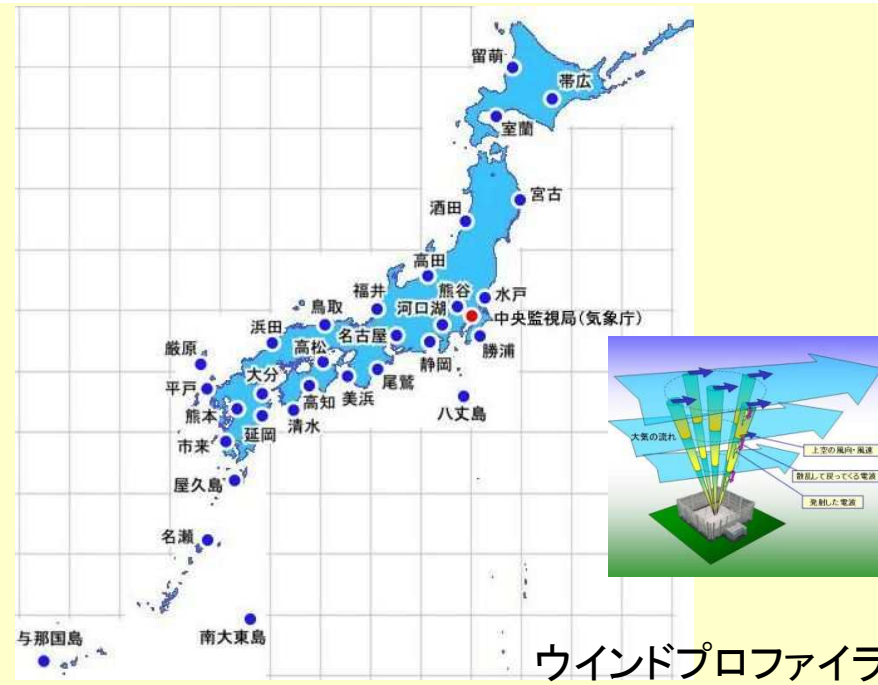 留萌
帯広
室蘭
宮古
酒田
高田
福井
熊谷
水戸
鳥取
河口湖
中央監視局(気象庁)
浜田
名古屋
勝浦
厳原
高松
静岡
大分
尾鷲
平戸
高知
美浜
八丈島
熊本
清水
延岡
市来
屋久島
名瀬
与那国島
南大東島
大気の流れ
上空の風向・風速
散乱して戻ってくる電波
発射した電波
ウインドプロファイラ